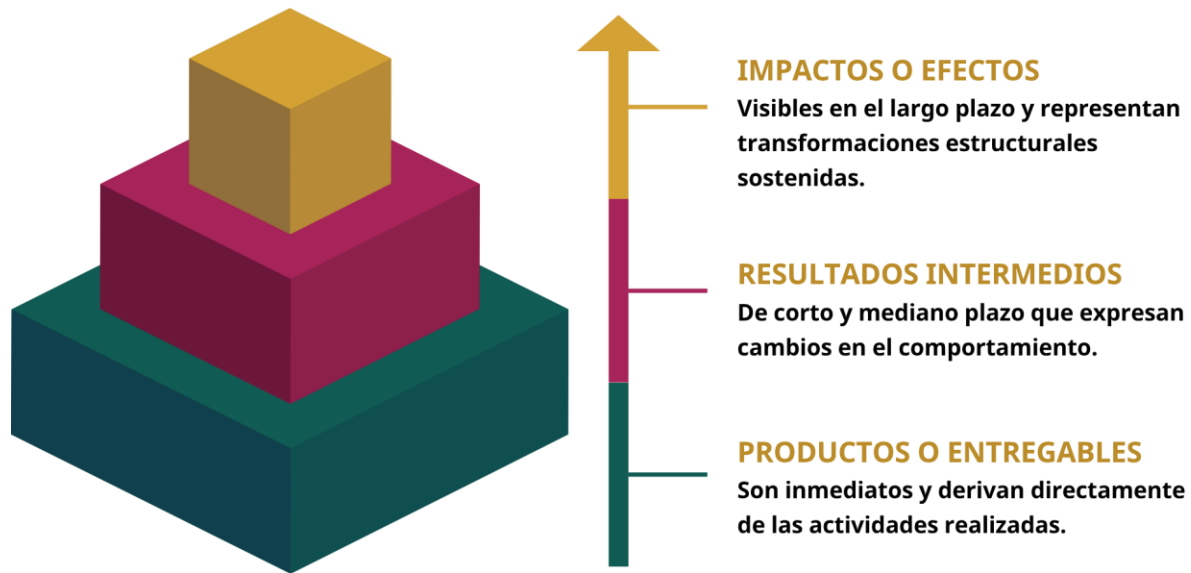 IMPACTOS O EFECTOS
Visibles en el largo plazo y representan
transformaciones estructurales
sostenidas.
RESULTADOS INTERMEDIOS
De corto y mediano plazo que expresan
cambios en el comportamiento.
PRODUCTOS O ENTREGABLES
Son inmediatos y derivan directamente
de las actividades realizadas.